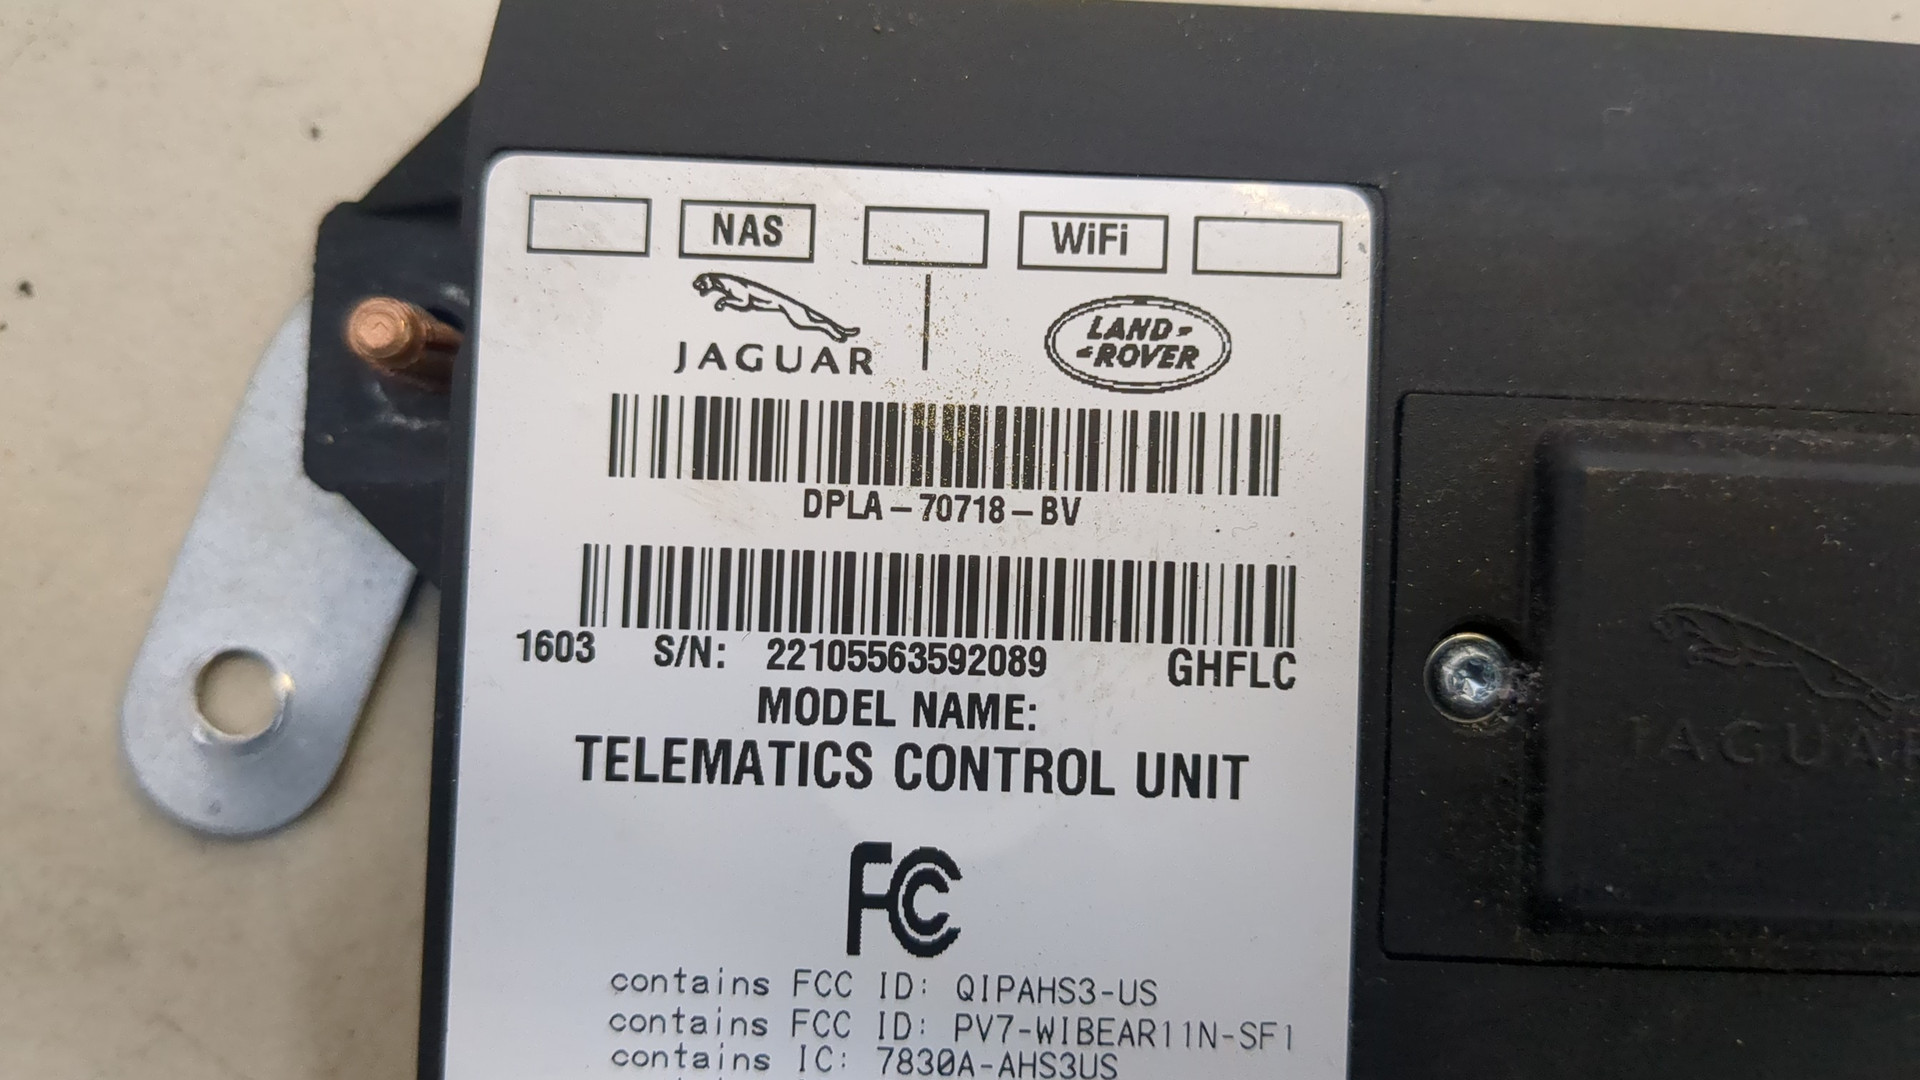 NAS WiFi
JAGUAR
LAND-
-ROVER
DPLA-70718-BV
1603 S/N: 22105563592089 GHFLC
MODEL NAME:
TELEMATICS CONTROL UNIT
FC
contains FCC ID: QIPAHS3-US
contains FCC ID: PV7-WIBEAR11N-SF1
contains IC: 7830A-AHS3US
JAGUAR